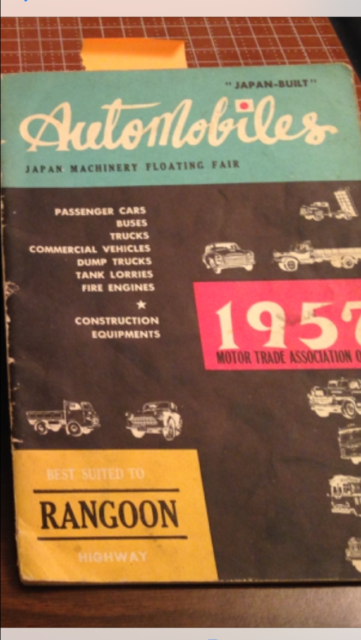 "JAPAN-BUILT"
Automobiles
JAPAN MACHINERY FLOATING FAIR
PASSENGER CARS
BUSES
TRUCKS
COMMERCIAL VEHICLES
DUMP TRUCKS
TANK LORRIES
FIRE ENGINES
★
CONSTRUCTION
EQUIPMENTS
1957
MOTOR TRADE ASSOCIATION O
BEST SUITED TO
RANGOON
HIGHWAY